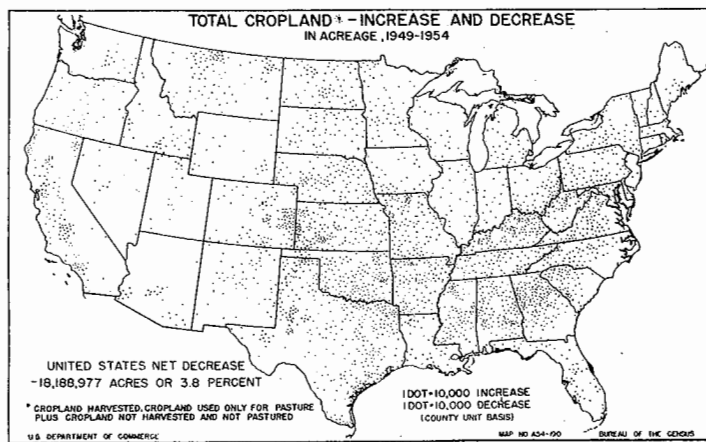 TOTAL CROPLAND* - INCREASE AND DECREASE
IN ACREAGE, 1949-1954
UNITED STATES NET DECREASE
-18,188,977 ACRES OR 3.8 PERCENT
* CROPLAND HARVESTED, CROPLAND USED ONLY FOR PASTURE
PLUS CROPLAND NOT HARVESTED AND NOT PASTURED
1 DOT=10,000 INCREASE
1 DOT=10,000 DECREASE
(COUNTY UNIT BASIS)
U.S. DEPARTMENT OF COMMERCE
MAP NO. A54-190
BUREAU OF THE CENSUS